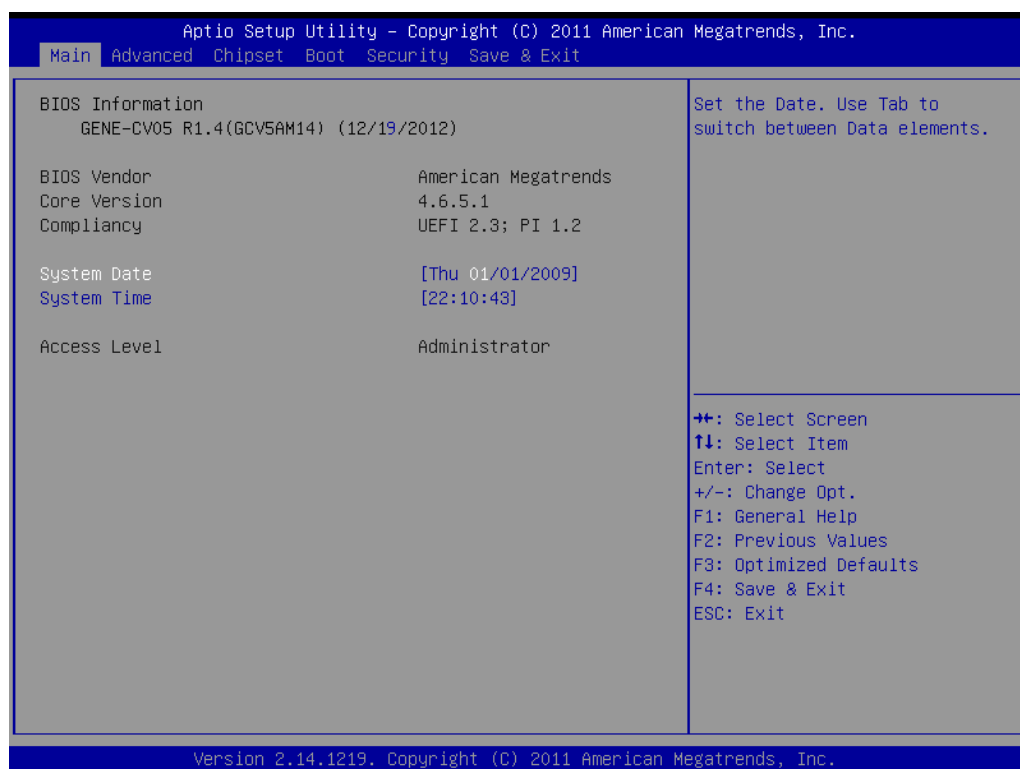 Aptio Setup Utility – Copyright (C) 2011 American Megatrends, Inc.
Main Advanced Chipset Boot Security Save & Exit
BIOS Information
GENE-CV05 R1.4(GCV5AM14) (12/19/2012)
BIOS Vendor American Megatrends
Core Version 4.6.5.1
Compliancy UEFI 2.3; PI 1.2
System Date [Thu 01/01/2009]
System Time [22:10:43]
Access Level Administrator
Set the Date. Use Tab to
switch between Data elements.
→←: Select Screen
↑↓: Select Item
Enter: Select
+/-: Change Opt.
F1: General Help
F2: Previous Values
F3: Optimized Defaults
F4: Save & Exit
ESC: Exit
Version 2.14.1219. Copyright (C) 2011 American Megatrends, Inc.